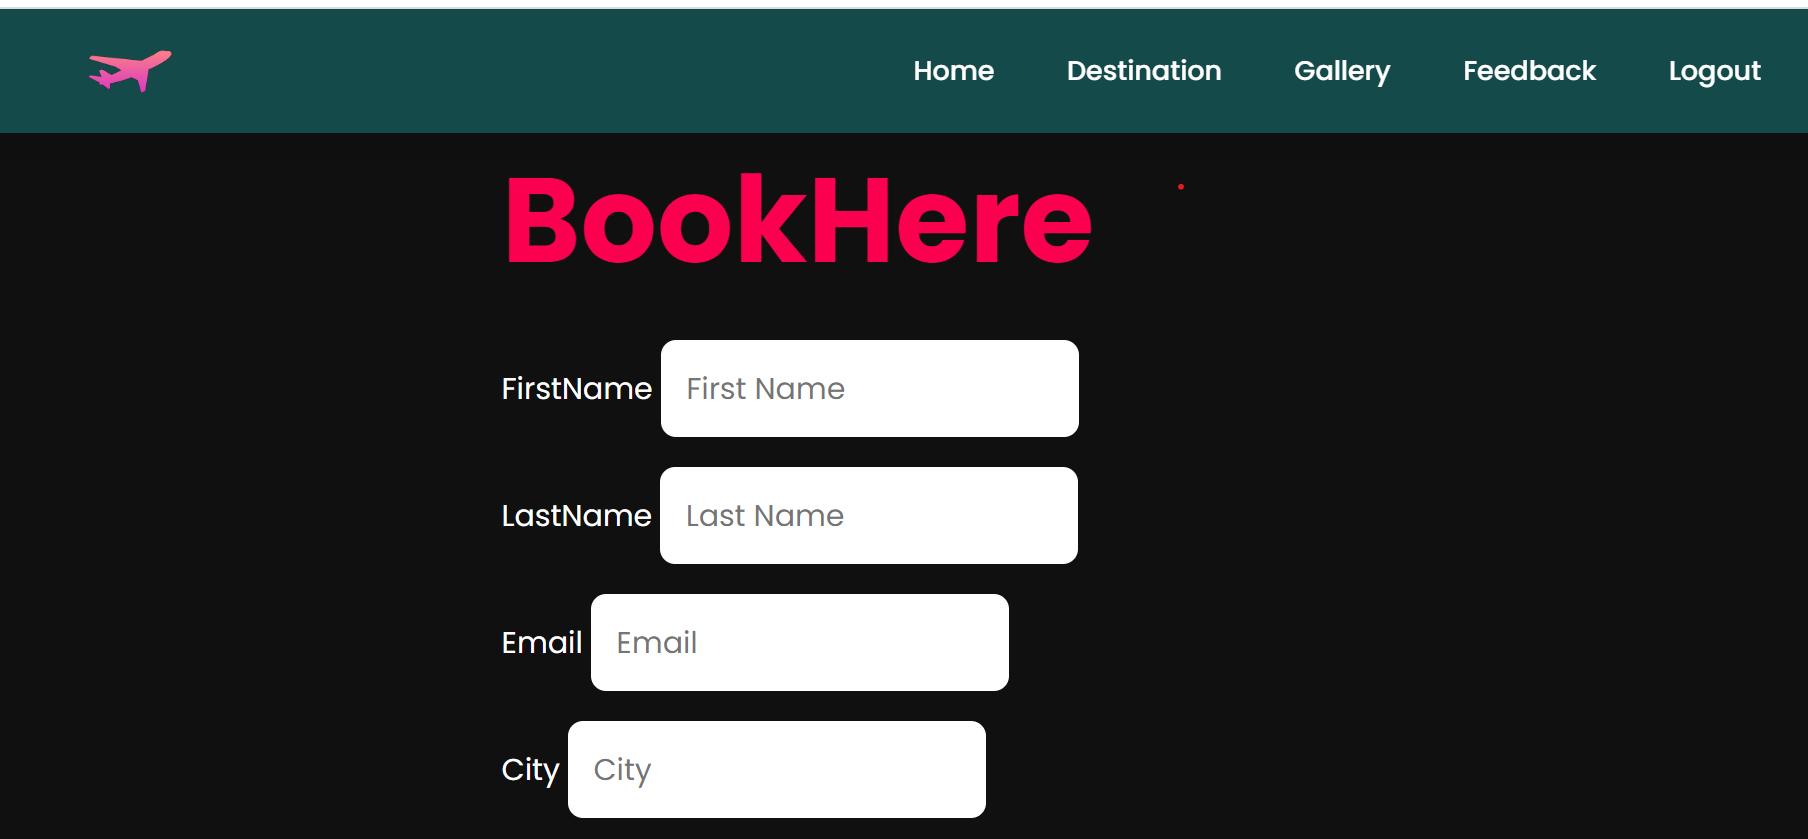 Home Destination Gallery Feedback Logout
BookHere
FirstName First Name
LastName Last Name
Email Email
City City